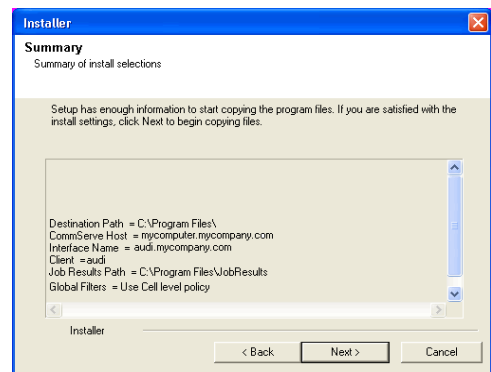 Installer
Summary
Summary of install selections
Setup has enough information to start copying the program files. If you are satisfied with the
install settings, click Next to begin copying files.
Destination Path = C:\Program Files\
CommServe Host = mycomputer.mycompany.com
Interface Name = audi.mycompany.com
Client =audi
Job Results Path = C:\Program Files\JobResults
Global Filters = Use Cell level policy
Installer
< Back Next > Cancel